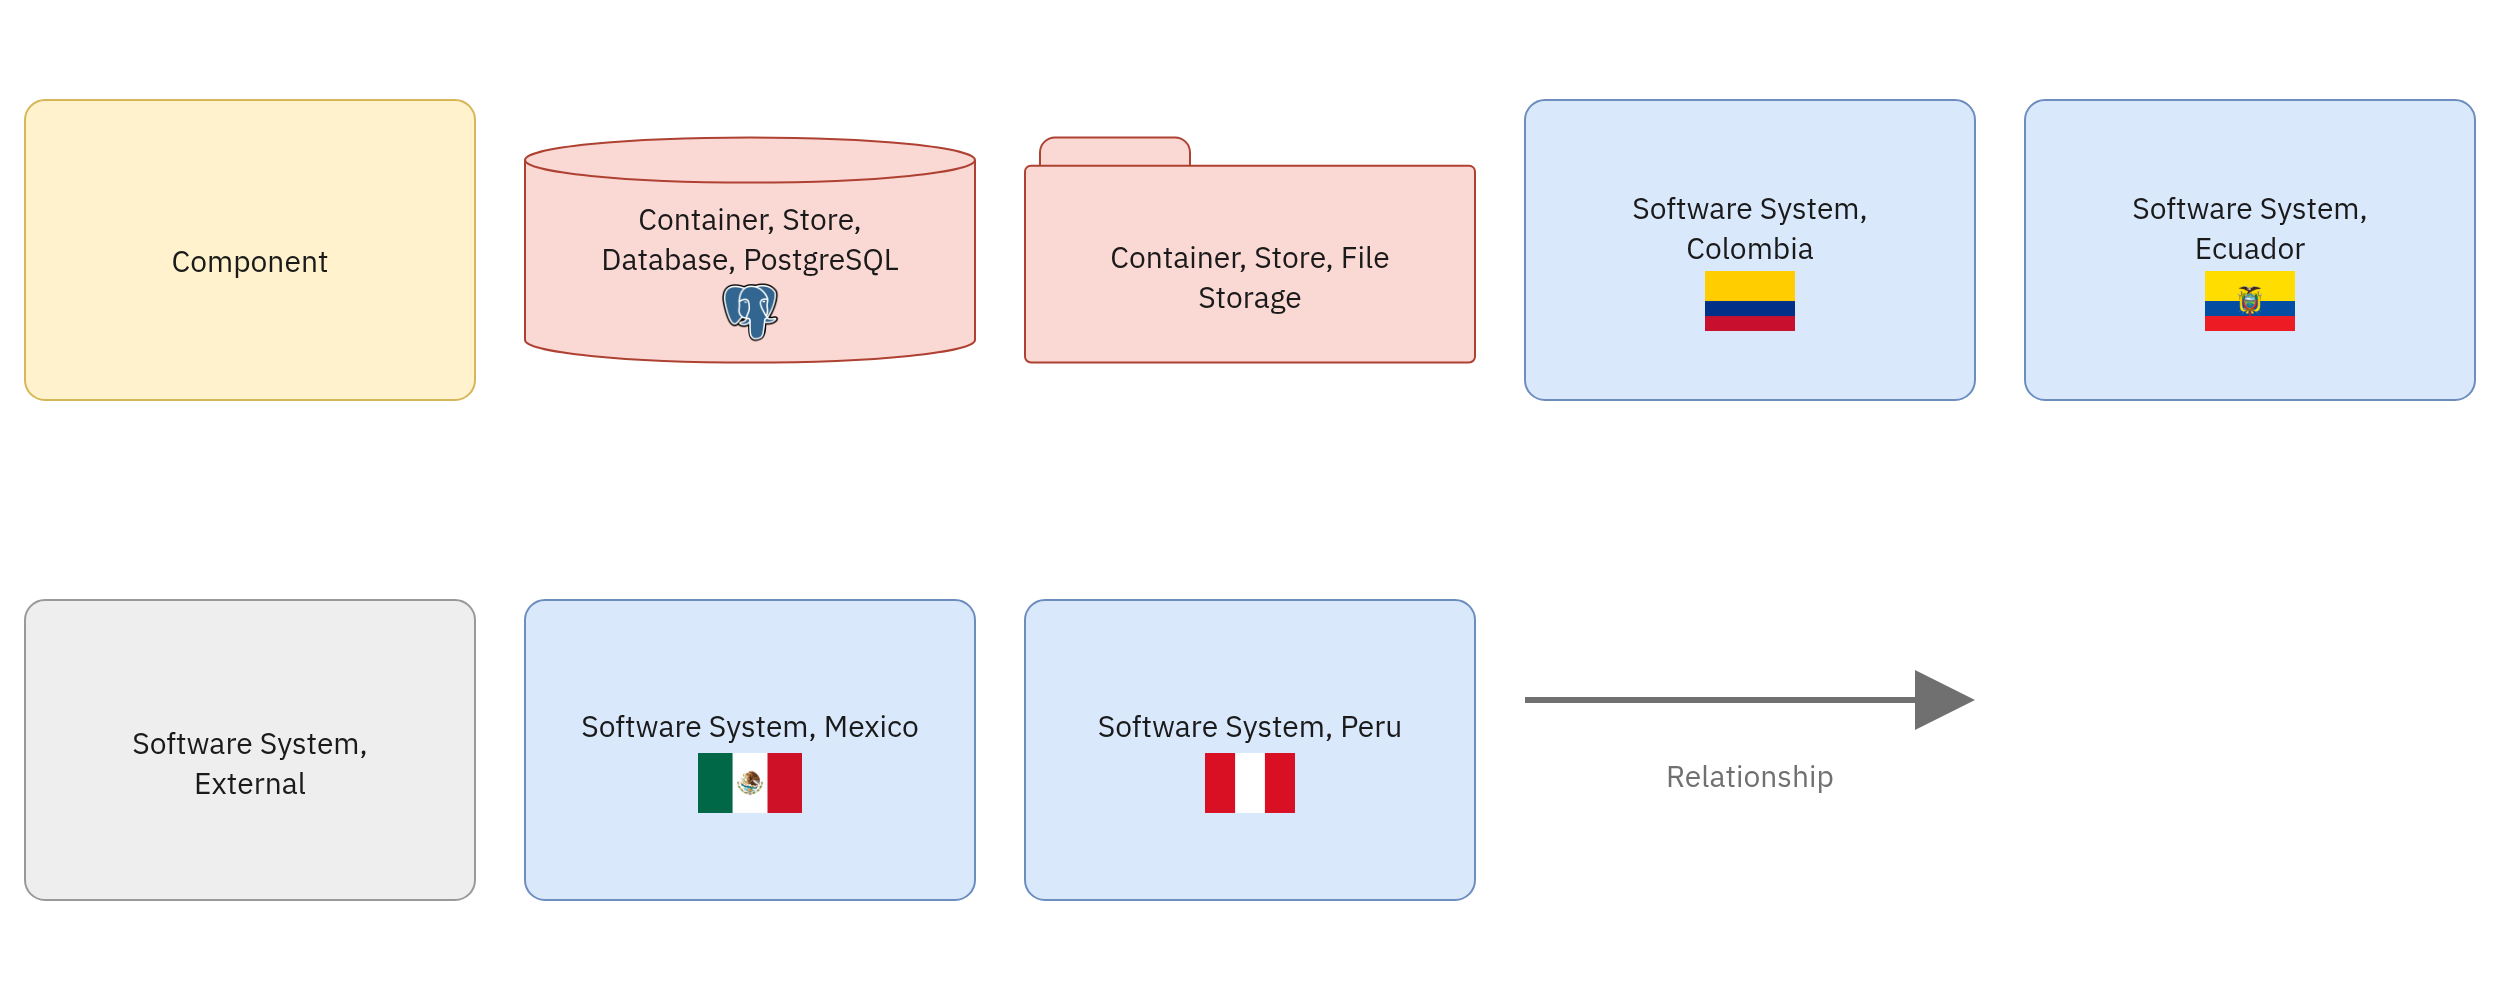 Component
Container, Store,
Database, PostgreSQL
Container, Store, File
Storage
Software System,
Colombia
Software System,
Ecuador
Software System,
External
Software System, Mexico
Software System, Peru
Relationship